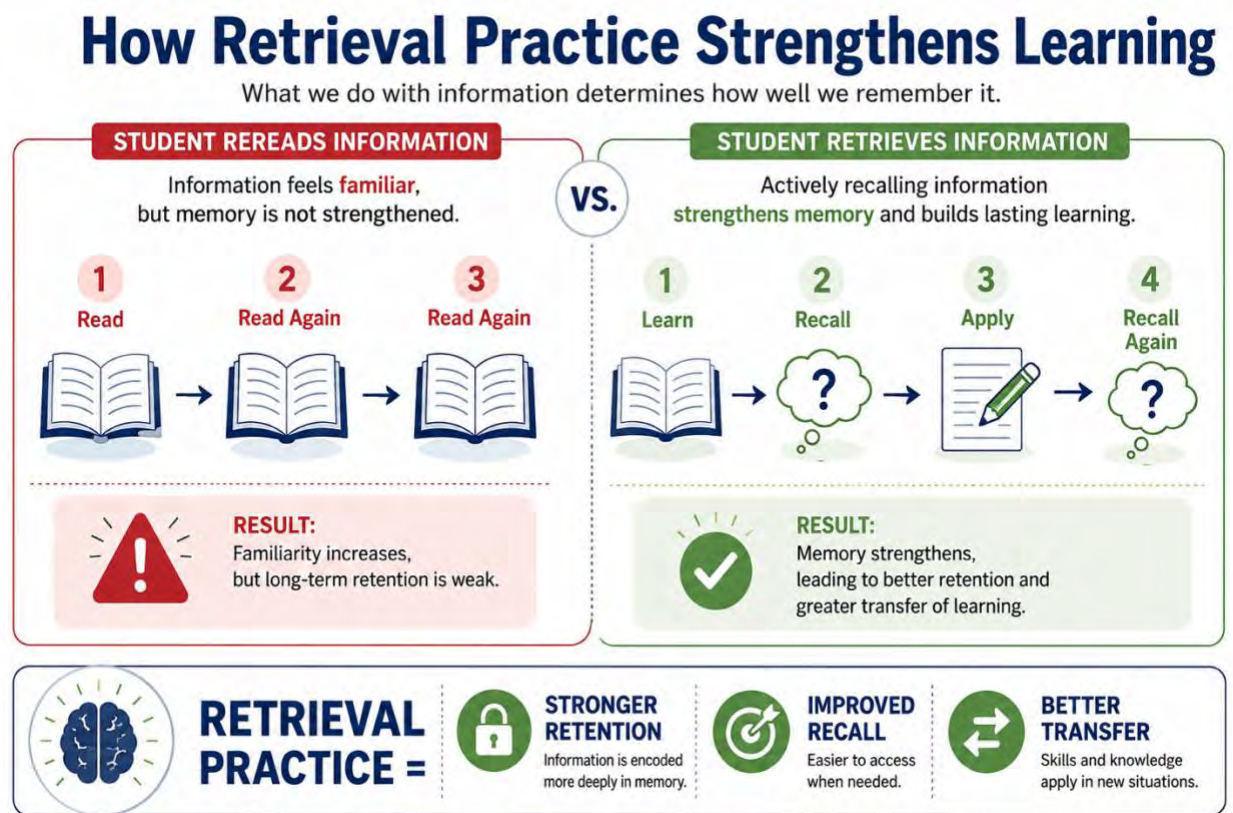 How Retrieval Practice Strengthens Learning
What we do with information determines how well we remember it.
STUDENT REREADS INFORMATION
Information feels familiar,
but memory is not strengthened.
1
Read
2
Read Again
3
Read Again
RESULT:
Familiarity increases,
but long-term retention is weak.
VS.
STUDENT RETRIEVES INFORMATION
Actively recalling information
strengthens memory and builds lasting learning.
1
Learn
2
Recall
?
3
Apply
4
Recall
Again
?
RESULT:
Memory strengthens,
leading to better retention and
greater transfer of learning.
RETRIEVAL
PRACTICE =
STRONGER
RETENTION
Information is encoded
more deeply in memory.
IMPROVED
RECALL
Easier to access
when needed.
BETTER
TRANSFER
Skills and knowledge
apply in new situations.